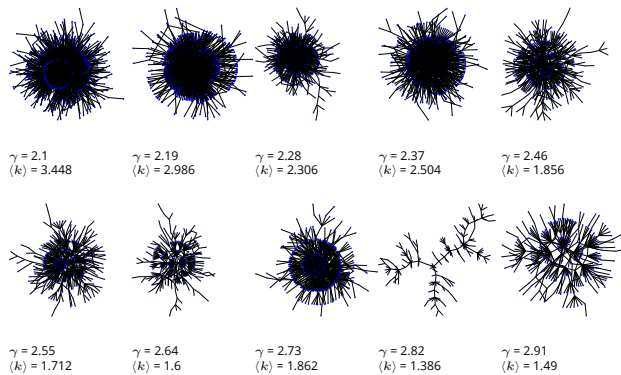 γ = 2.1
⟨k⟩ = 3.448
γ = 2.19
⟨k⟩ = 2.986
γ = 2.28
⟨k⟩ = 2.306
γ = 2.37
⟨k⟩ = 2.504
γ = 2.46
⟨k⟩ = 1.856
γ = 2.55
⟨k⟩ = 1.712
γ = 2.64
⟨k⟩ = 1.6
γ = 2.73
⟨k⟩ = 1.862
γ = 2.82
⟨k⟩ = 1.386
γ = 2.91
⟨k⟩ = 1.49